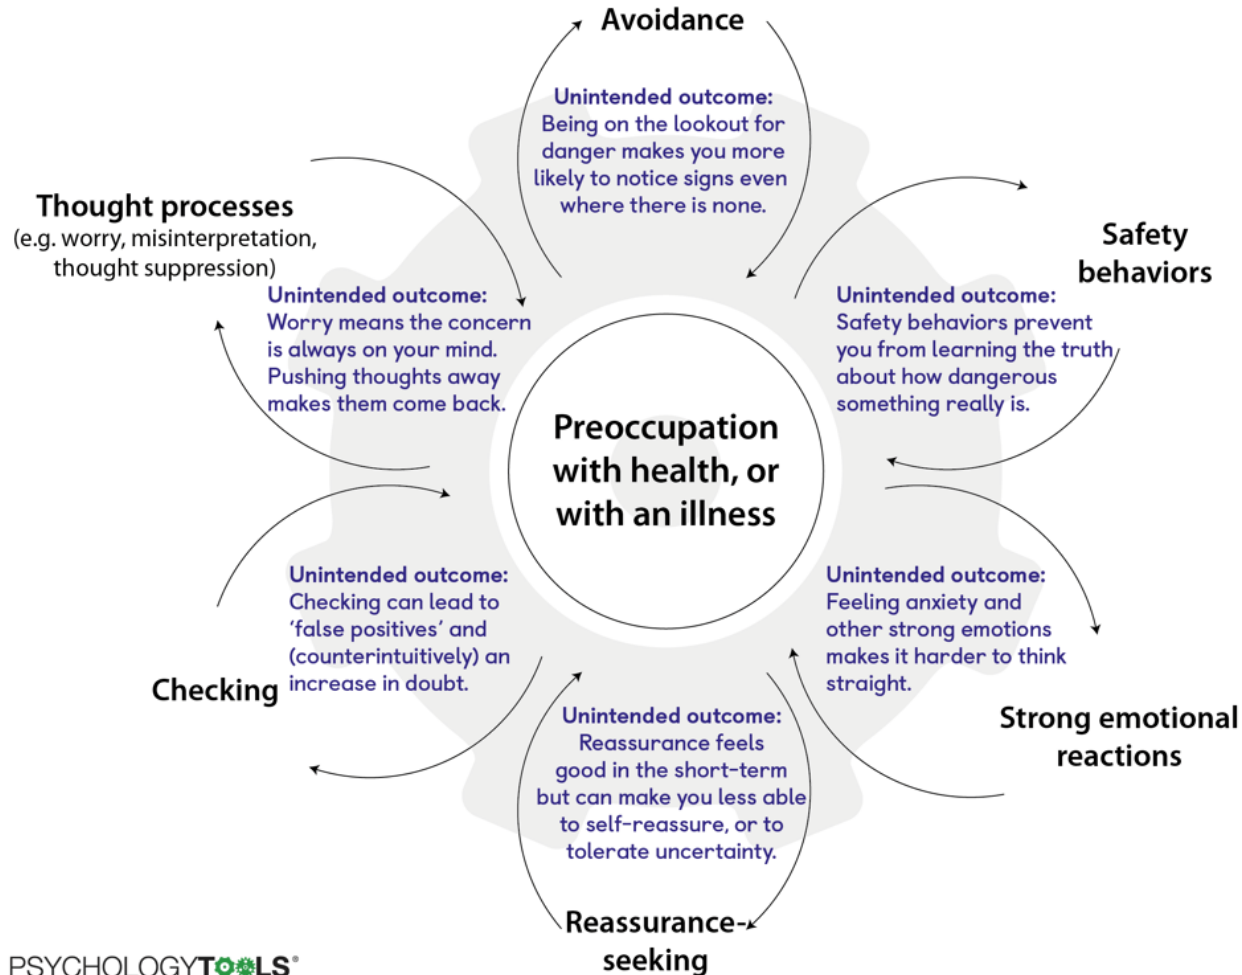 Avoidance
Unintended outcome:
Being on the lookout for
danger makes you more
likely to notice signs even
where there is none.
Thought processes
(e.g. worry, misinterpretation,
thought suppression)
Unintended outcome:
Worry means the concern
is always on your mind.
Pushing thoughts away
makes them come back.
Safety
behaviors
Unintended outcome:
Safety behaviors prevent
you from learning the truth
about how dangerous
something really is.
Preoccupation
with health, or
with an illness
Unintended outcome:
Checking can lead to
‘false positives’ and
(counterintuitively) an
increase in doubt.
Checking
Unintended outcome:
Feeling anxiety and
other strong emotions
makes it harder to think
straight.
Strong emotional
reactions
Unintended outcome:
Reassurance feels
good in the short-term
but can make you less able
to self-reassure, or to
tolerate uncertainty.
Reassurance-
seeking
PSYCHOLOGYTOOLS®